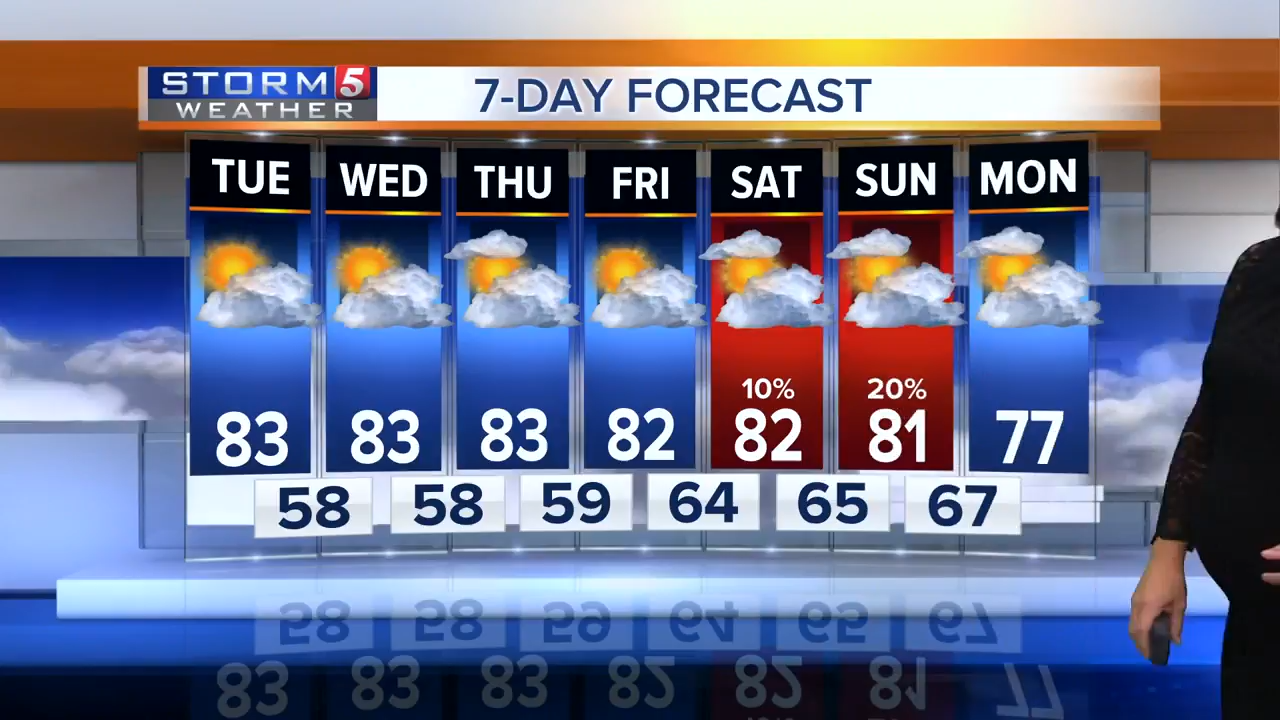 STORM 5
WEATHER
7-DAY FORECAST
TUE WED THU FRI SAT SUN MON
10% 20%
83 83 83 82 82 81 77
58 58 59 64 65 67